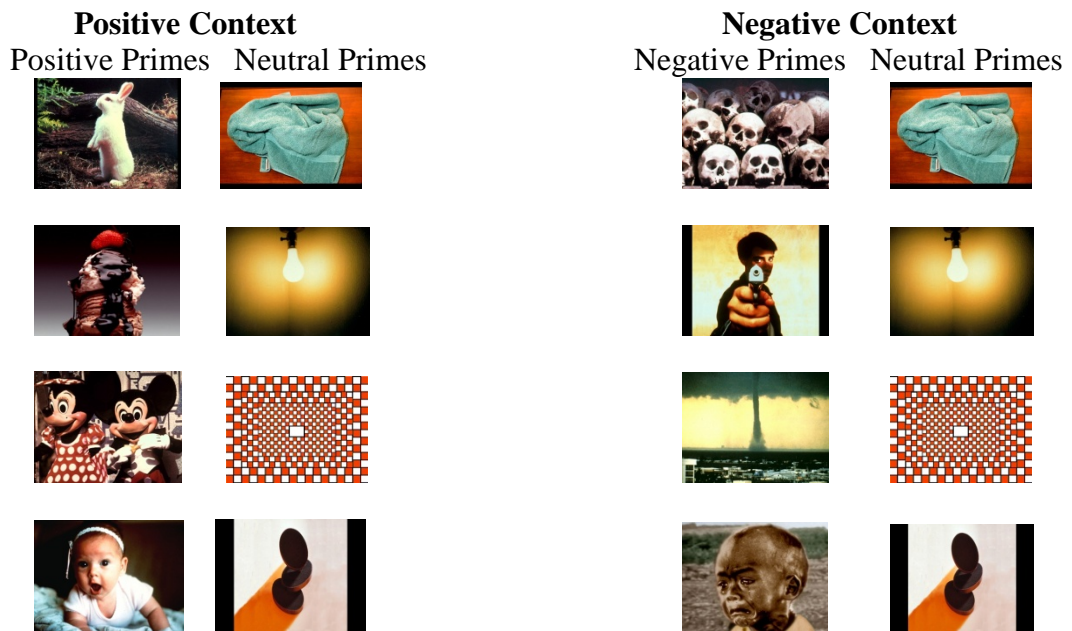 Positive Context
Positive Primes Neutral Primes
Negative Context
Negative Primes Neutral Primes